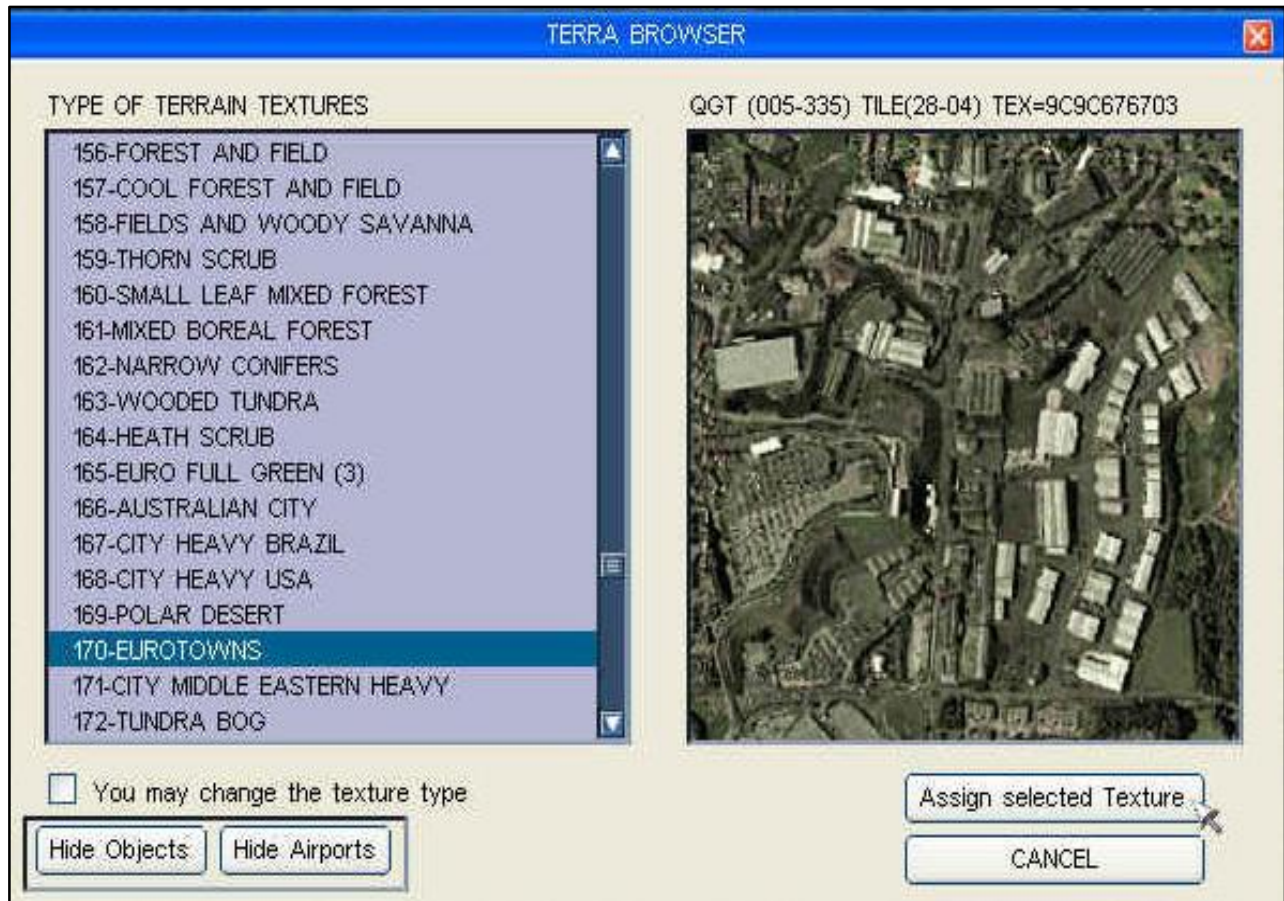 TERRA BROWSER
TYPE OF TERRAIN TEXTURES
QGT (005-335) TILE(28-04) TEX=9C9C676703
156-FOREST AND FIELD
157-COOL FOREST AND FIELD
158-FIELDS AND WOODY SAVANNA
159-THORN SCRUB
160-SMALL LEAF MIXED FOREST
161-MIXED BOREAL FOREST
162-NARROW CONIFERS
163-WOODED TUNDRA
164-HEATH SCRUB
165-EURO FULL GREEN (3)
166-AUSTRALIAN CITY
167-CITY HEAVY BRAZIL
168-CITY HEAVY USA
169-POLAR DESERT
170-EUROTOWNS
171-CITY MIDDLE EASTERN HEAVY
172-TUNDRA BOG
You may change the texture type
Assign selected Texture
Hide Objects Hide Airports
CANCEL